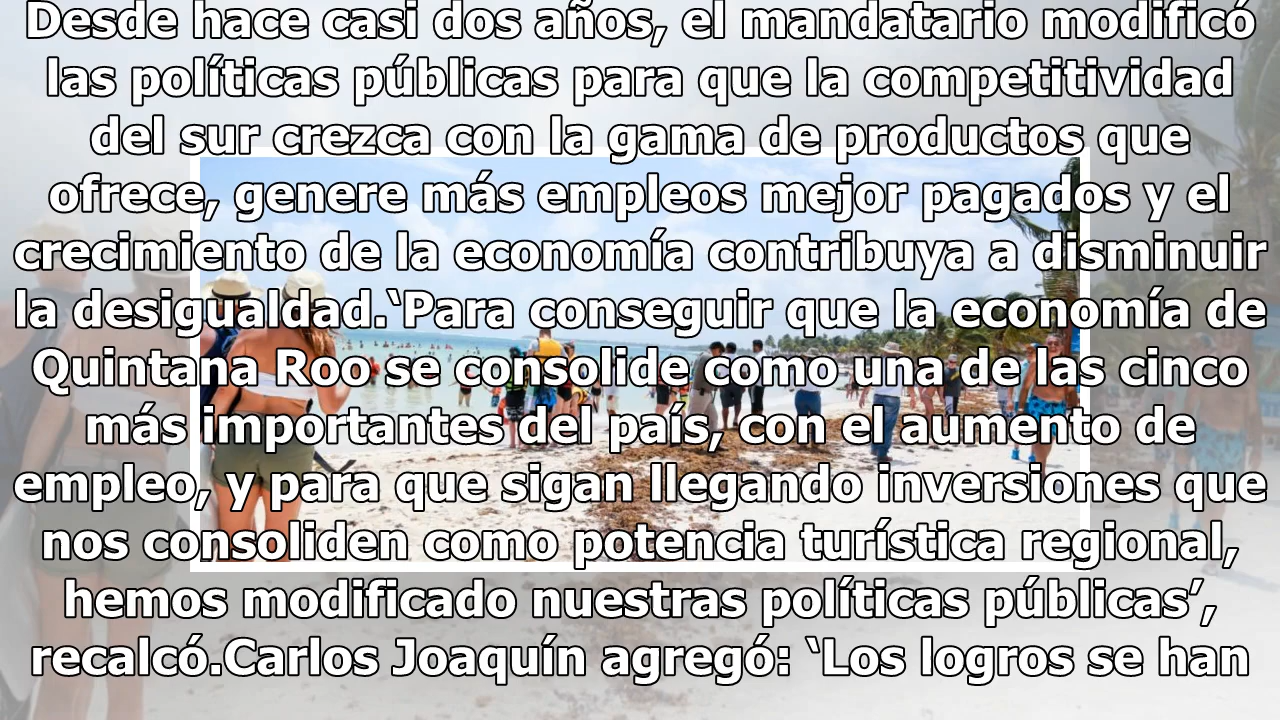 Desde hace casi dos años, el mandatario modificó
las políticas públicas para que la competitividad
del sur crezca con la gama de productos que
ofrece, genere más empleos mejor pagados y el
crecimiento de la economía contribuya a disminuir
la desigualdad.‘Para conseguir que la economía de
Quintana Roo se consolide como una de las cinco
más importantes del país, con el aumento de
empleo, y para que sigan llegando inversiones que
nos consoliden como potencia turística regional,
hemos modificado nuestras políticas públicas’,
recalcó.Carlos Joaquín agregó: ‘Los logros se han